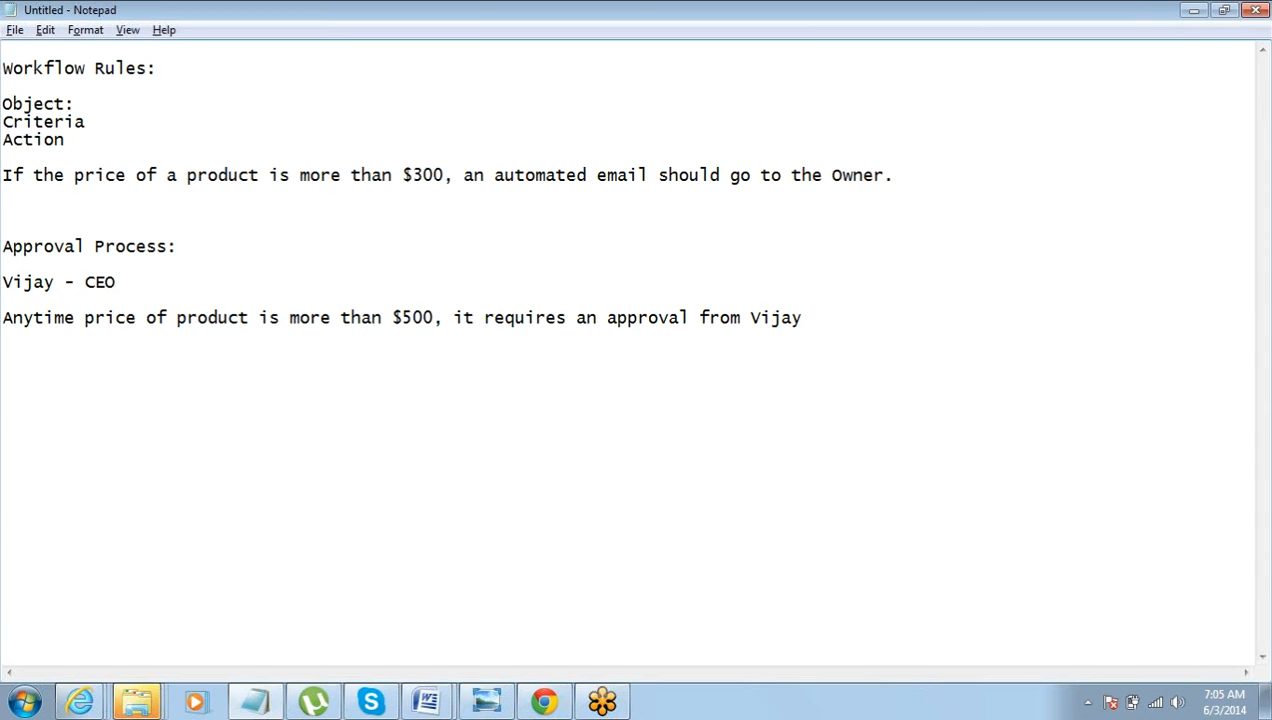 Untitled - Notepad
File Edit Format View Help
Workflow Rules:
Object:
Criteria
Action
If the price of a product is more than $300, an automated email should go to the Owner.
Approval Process:
Vijay - CEO
Anytime price of product is more than $500, it requires an approval from Vijay
7:05 AM
6/3/2014